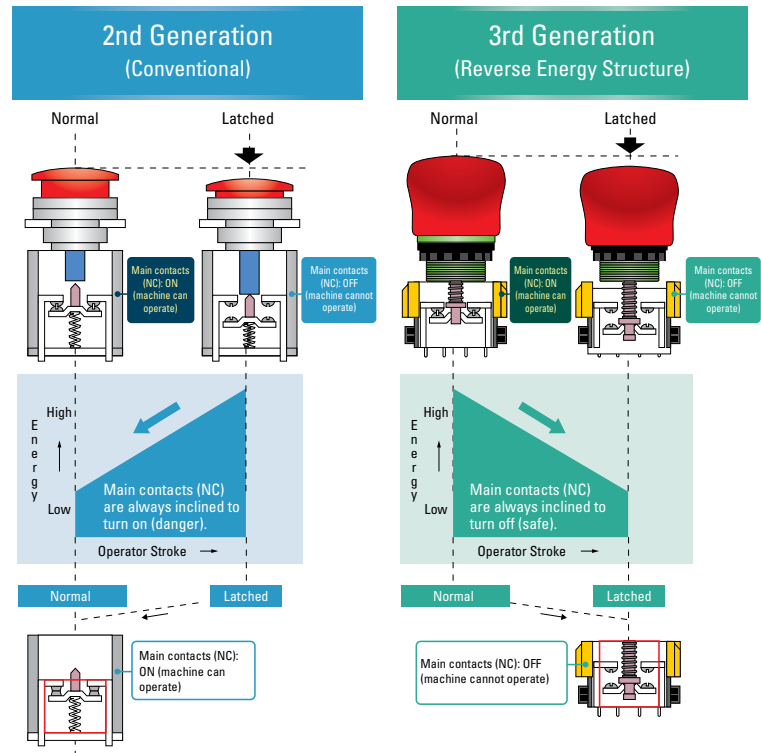 2nd Generation
(Conventional)
Normal
Latched
Main contacts
(NC): ON
(machine can
operate)
Main contacts
(NC): OFF
(machine cannot
operate)
High
Energy
Low
Main contacts (NC)
are always inclined to
turn on (danger).
Operator Stroke →
Normal
Latched
Main contacts (NC):
ON (machine can
operate)
3rd Generation
(Reverse Energy Structure)
Normal
Latched
Main contacts
(NC): ON
(machine can
operate)
Main contacts
(NC): OFF
(machine cannot
operate)
High
Energy
Low
Main contacts (NC)
are always inclined to
turn off (safe).
Operator Stroke →
Normal
Latched
Main contacts (NC): OFF
(machine cannot operate)